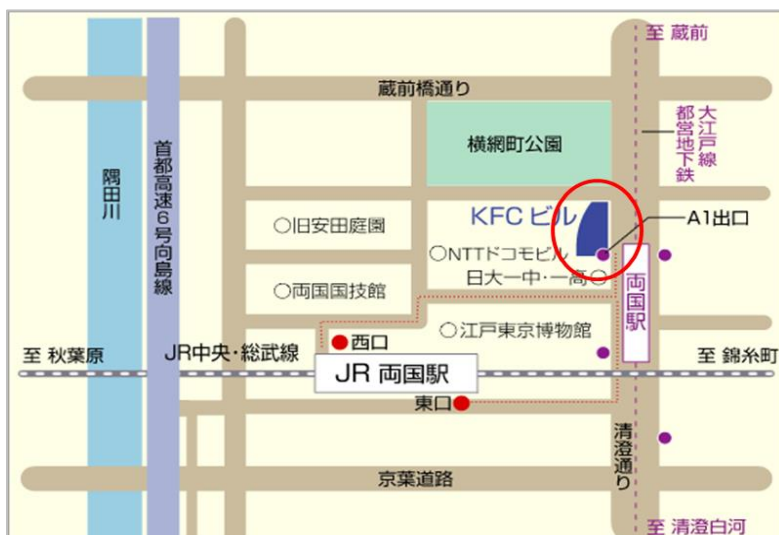 至 蔵前
蔵前橋通り
大江戸線
都営地下鉄
横網町公園
首都高速6号向島線
隅田川
KFC ビル
A1出口
○旧安田庭園
○NTTドコモビル
日大一中・一高○
○両国国技館
両国駅
○江戸東京博物館
西口
至 秋葉原
JR中央・総武線
JR 両国駅
至 錦糸町
東口
清澄通り
京葉道路
至 清澄白河